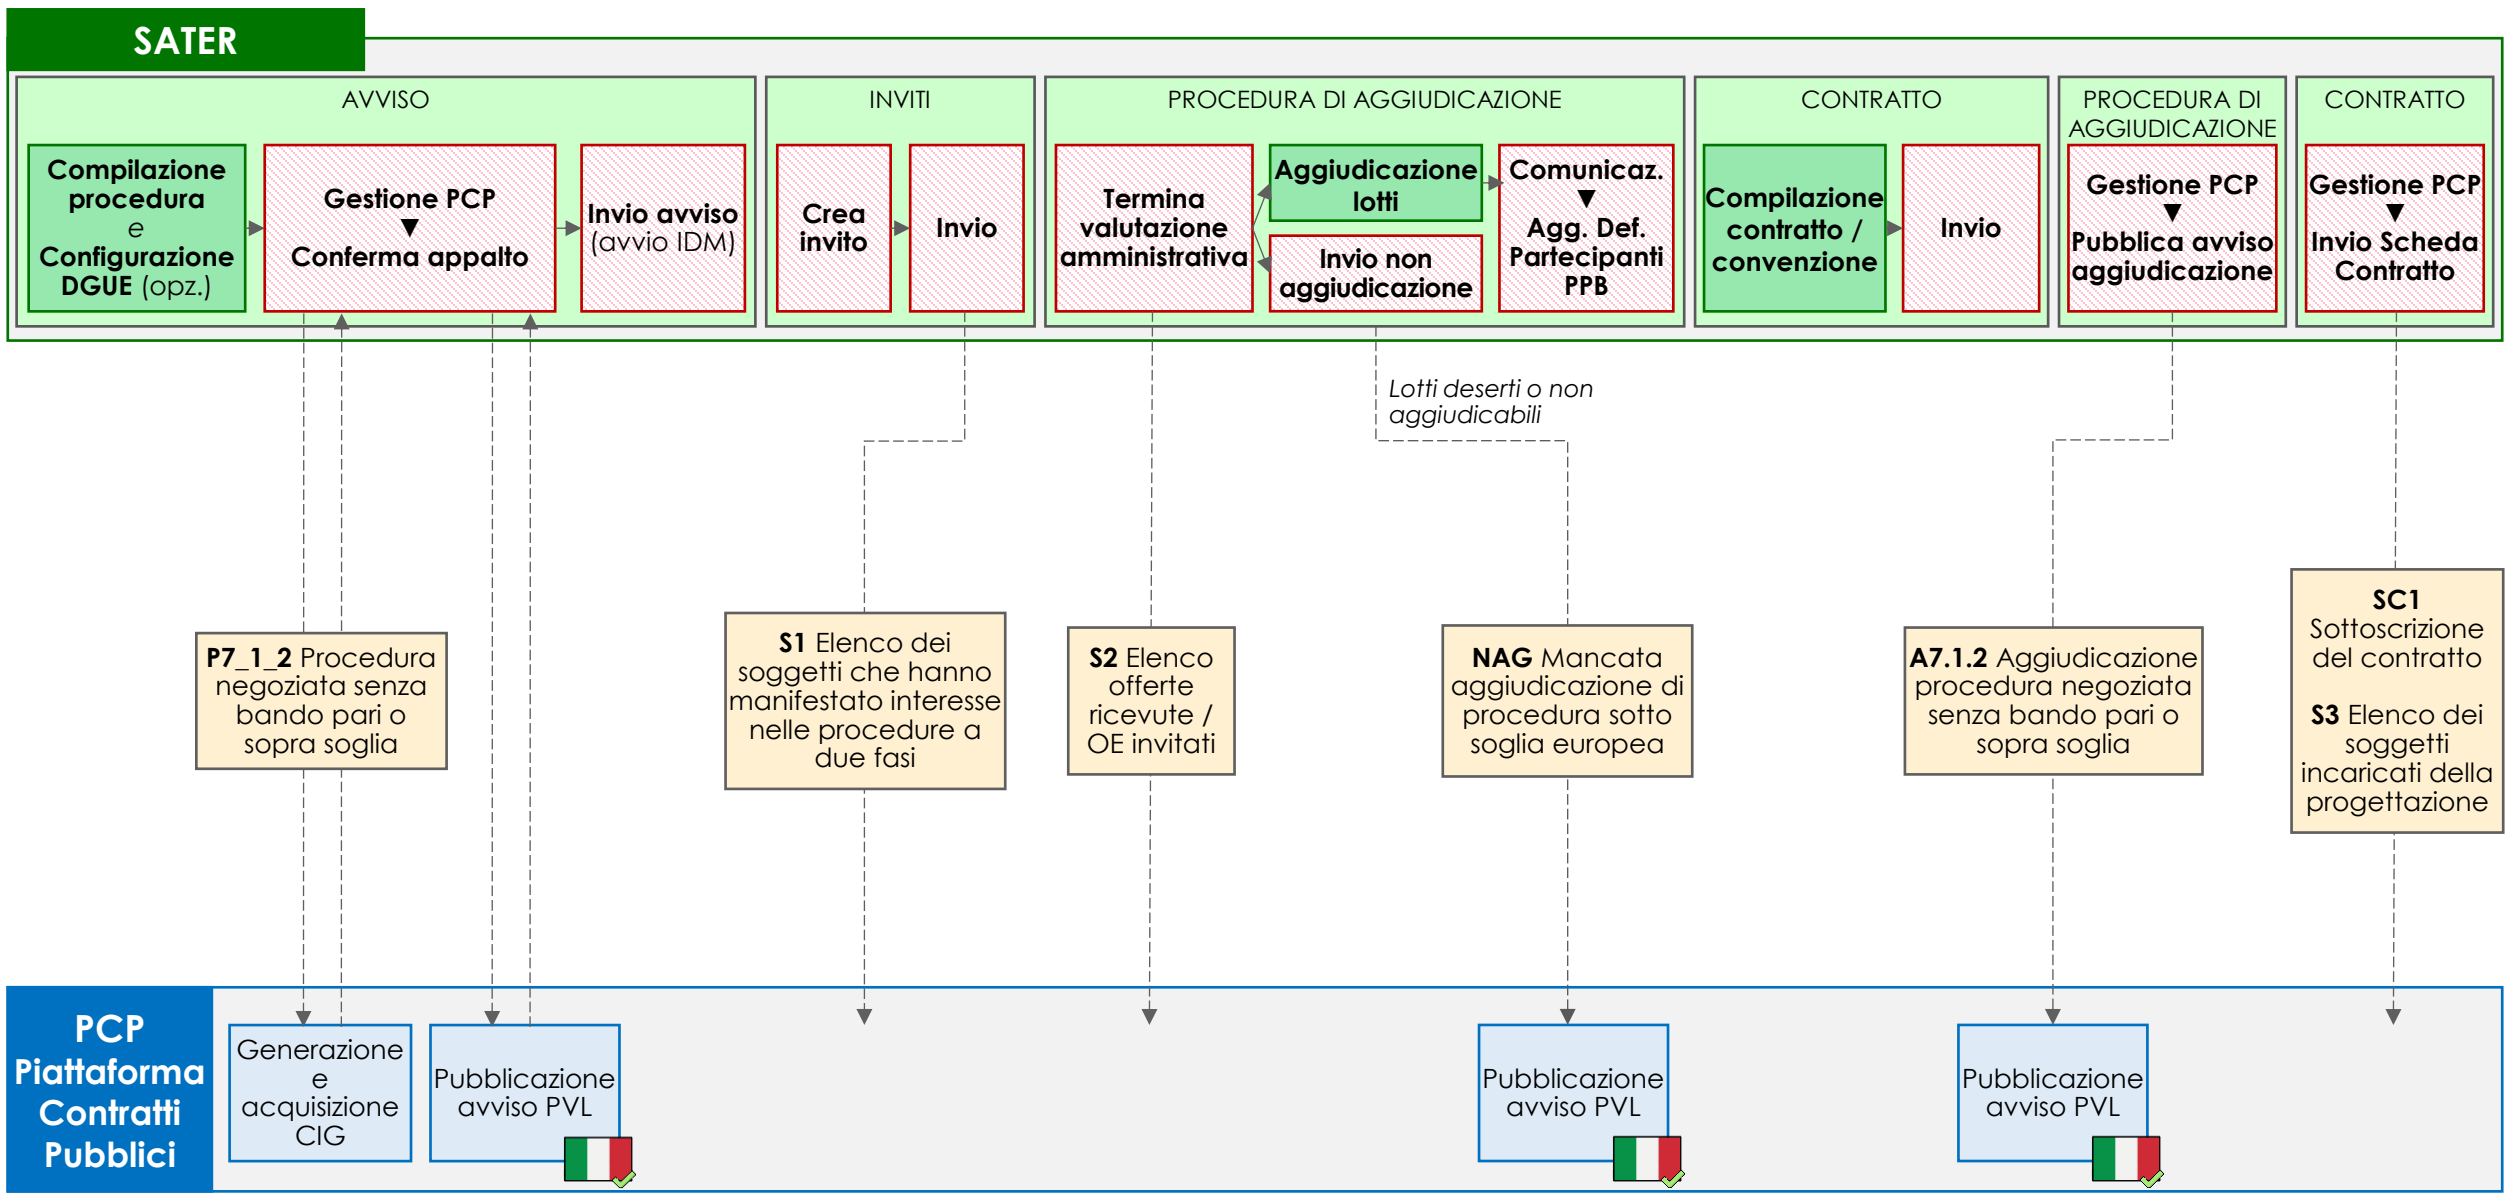 SATER
AVVISO
Compilazione
procedura
e
Configurazione
DGUE (opz.)
Gestione PCP
▼
Conferma appalto
Invio avviso
(avvio IDM)
INVITI
Crea
invito
Invio
PROCEDURA DI AGGIUDICAZIONE
Termina
valutazione
amministrativa
Aggiudicazione
lotti
Invio non
aggiudicazione
Comunicaz.
▼
Agg. Def.
Partecipanti
PPB
CONTRATTO
Compilazione
contratto /
convenzione
Invio
PROCEDURA DI
AGGIUDICAZIONE
Gestione PCP
▼
Pubblica avviso
aggiudicazione
CONTRATTO
Gestione PCP
▼
Invio Scheda
Contratto
Lotti deserti o non
aggiudicabili
P7_1_2 Procedura
negoziata senza
bando pari o
sopra soglia
S1 Elenco dei
soggetti che hanno
manifestato interesse
nelle procedure a
due fasi
S2 Elenco
offerte
ricevute /
OE invitati
NAG Mancata
aggiudicazione di
procedura sotto
soglia europea
A7.1.2 Aggiudicazione
procedura negoziata
senza bando pari o
sopra soglia
SC1
Sottoscrizione
del contratto
S3 Elenco dei
soggetti
incaricati della
progettazione
PCP
Piattaforma
Contratti
Pubblici
Generazione
e
acquisizione
CIG
Pubblicazione
avviso PVL
Pubblicazione
avviso PVL
Pubblicazione
avviso PVL